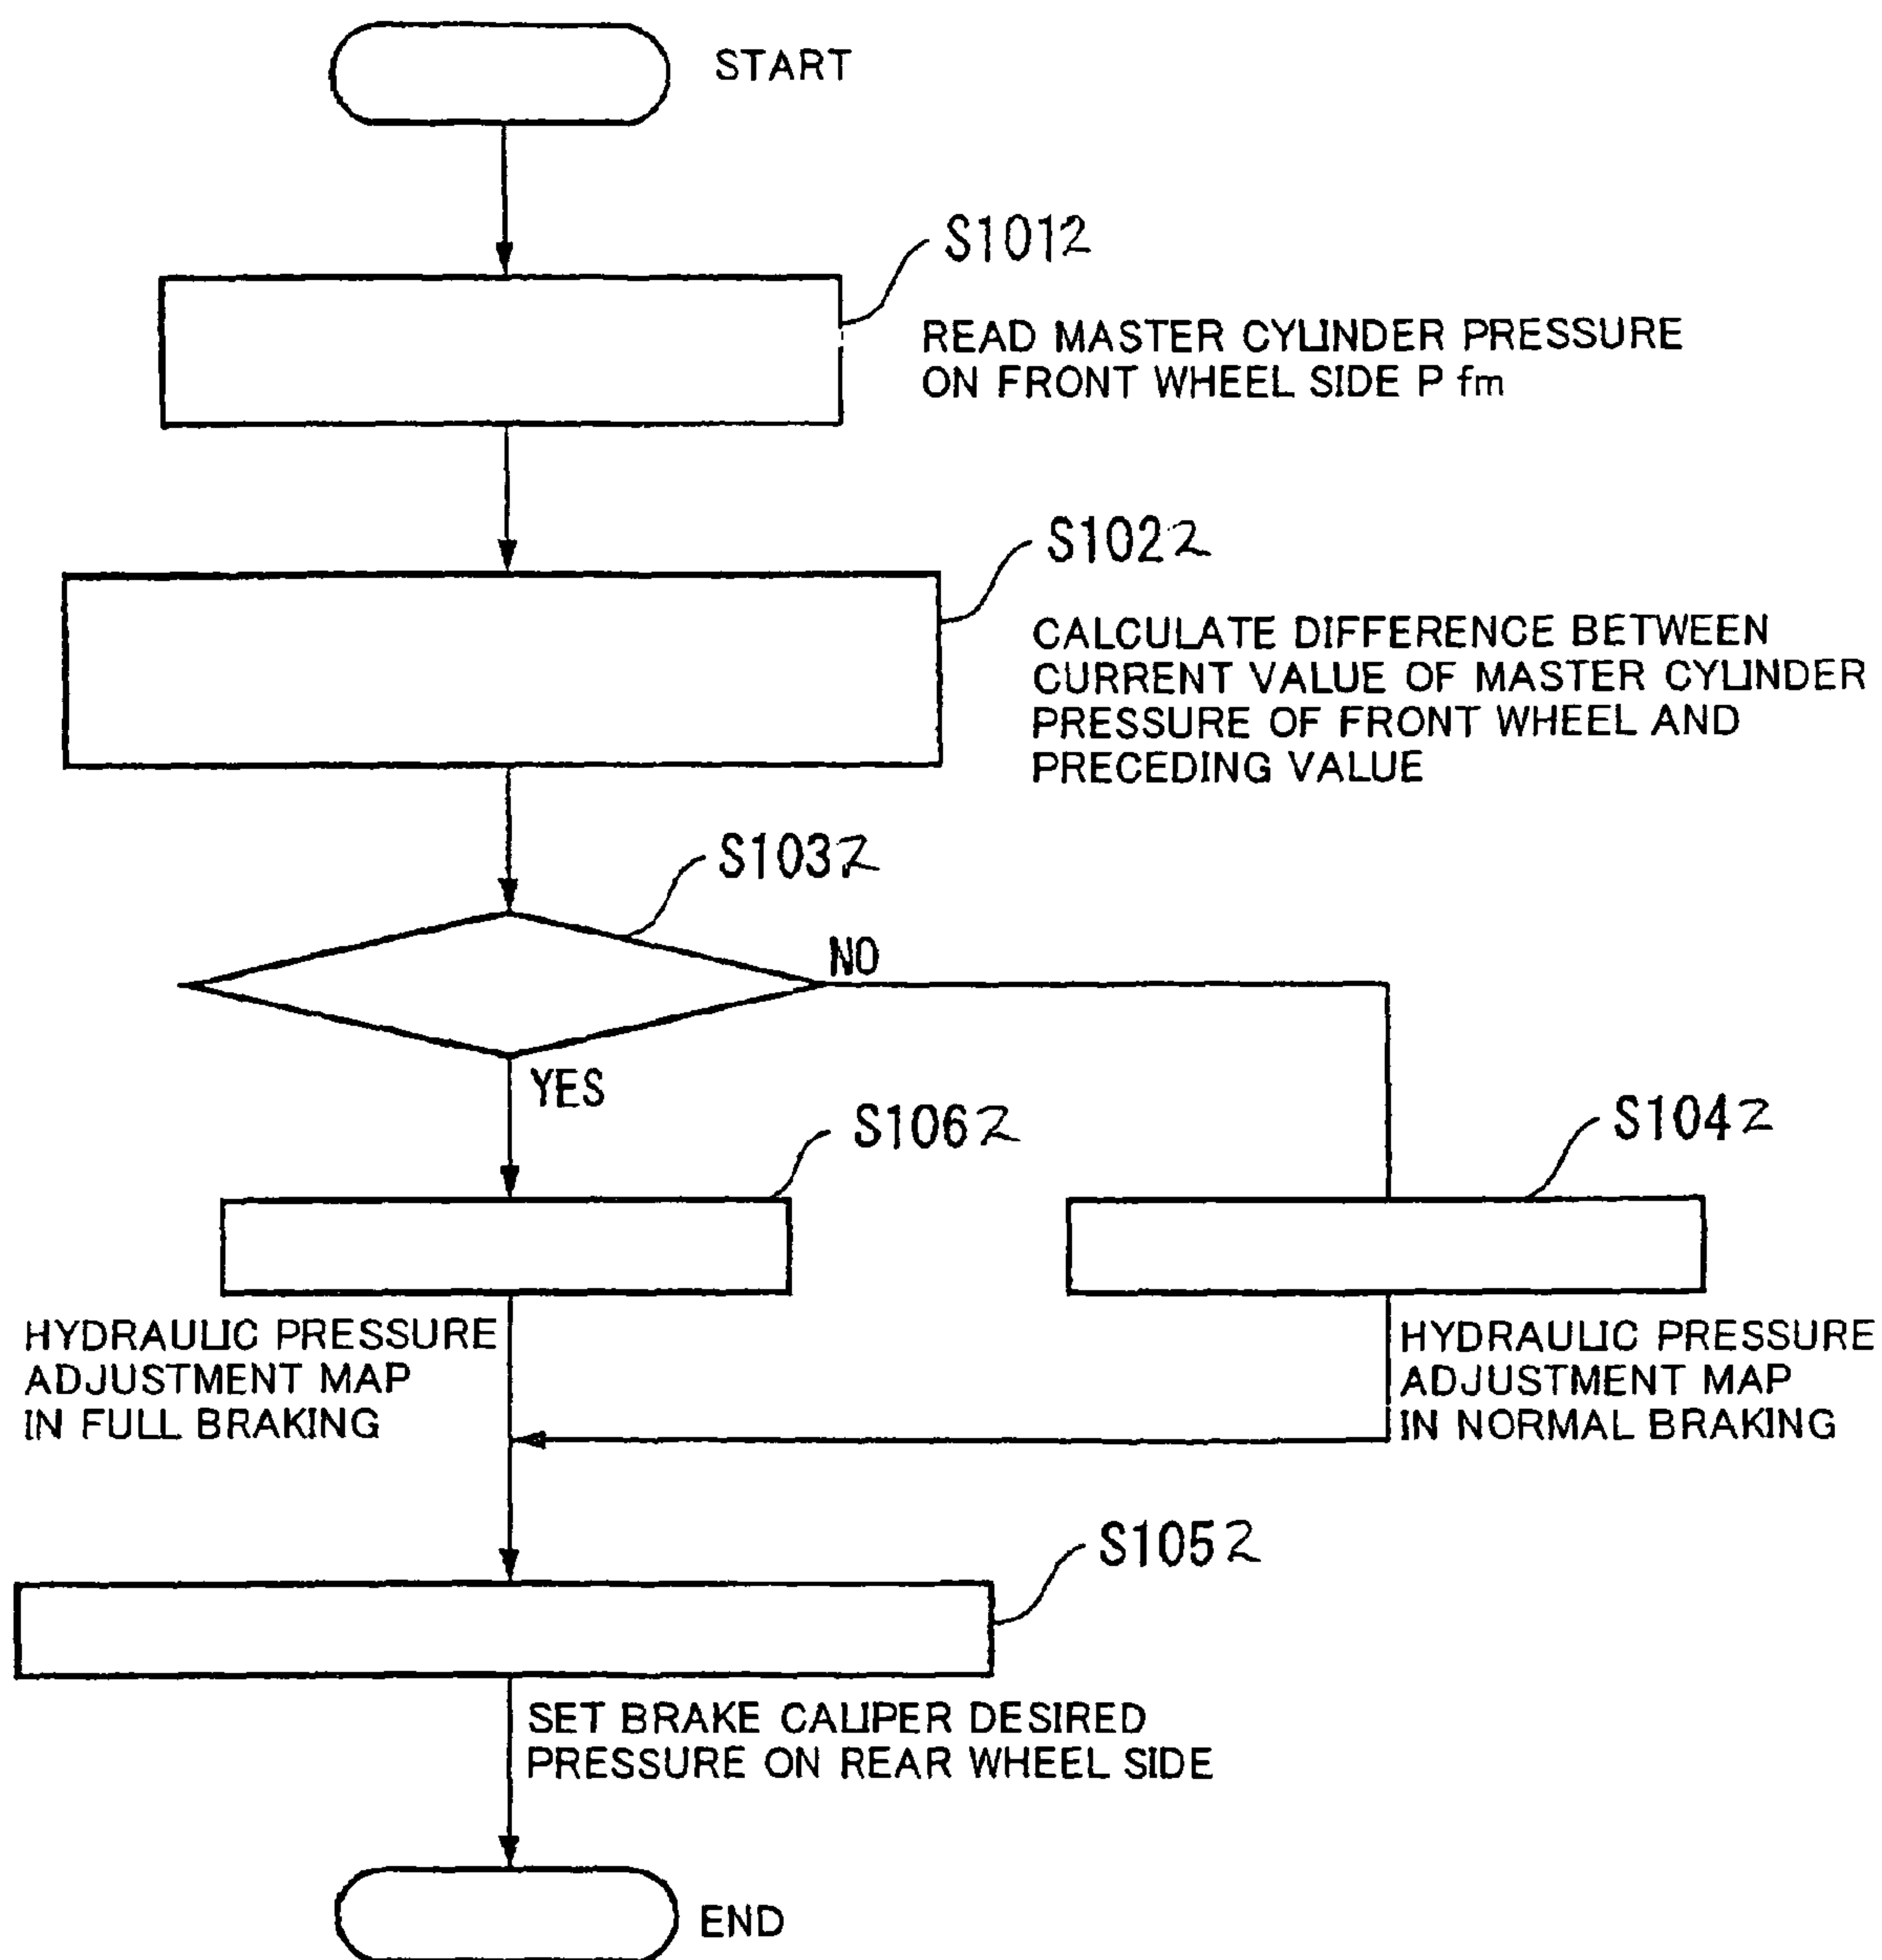 START
S1012
READ MASTER CYLINDER PRESSURE
ON FRONT WHEEL SIDE P fm
S1022
CALCULATE DIFFERENCE BETWEEN
CURRENT VALUE OF MASTER CYLINDER
PRESSURE OF FRONT WHEEL AND
PRECEDING VALUE
S1032
NO
YES
S1062
S1042
HYDRAULIC PRESSURE
ADJUSTMENT MAP
IN FULL BRAKING
HYDRAULIC PRESSURE
ADJUSTMENT MAP
IN NORMAL BRAKING
S1052
SET BRAKE CALIPER DESIRED
PRESSURE ON REAR WHEEL SIDE
END